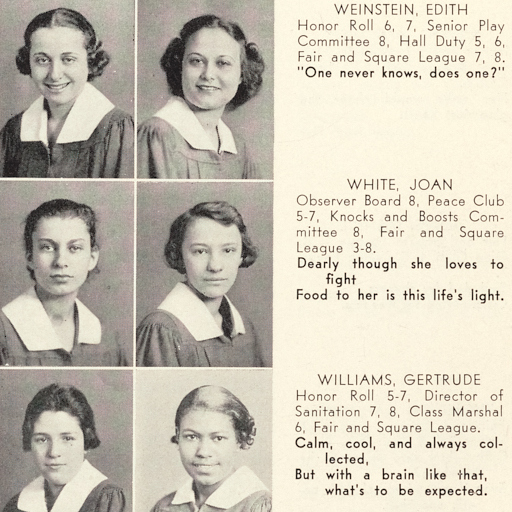 WEINSTEIN, EDITH
Honor Roll 6, 7, Senior Play
Committee 8, Hall Duty 5, 6,
Fair and Square League 7, 8.
"One never knows, does one?"
WHITE, JOAN
Observer Board 8, Peace Club
5-7, Knocks and Boosts Com-
mittee 8, Fair and Square
League 3-8.
Dearly though she loves to
fight
Food to her is this life's light.
WILLIAMS, GERTRUDE
Honor Roll 5-7, Director of
Sanitation 7, 8, Class Marshal
6, Fair and Square League.
Calm, cool, and always col-
lected,
But with a brain like that,
what's to be expected.